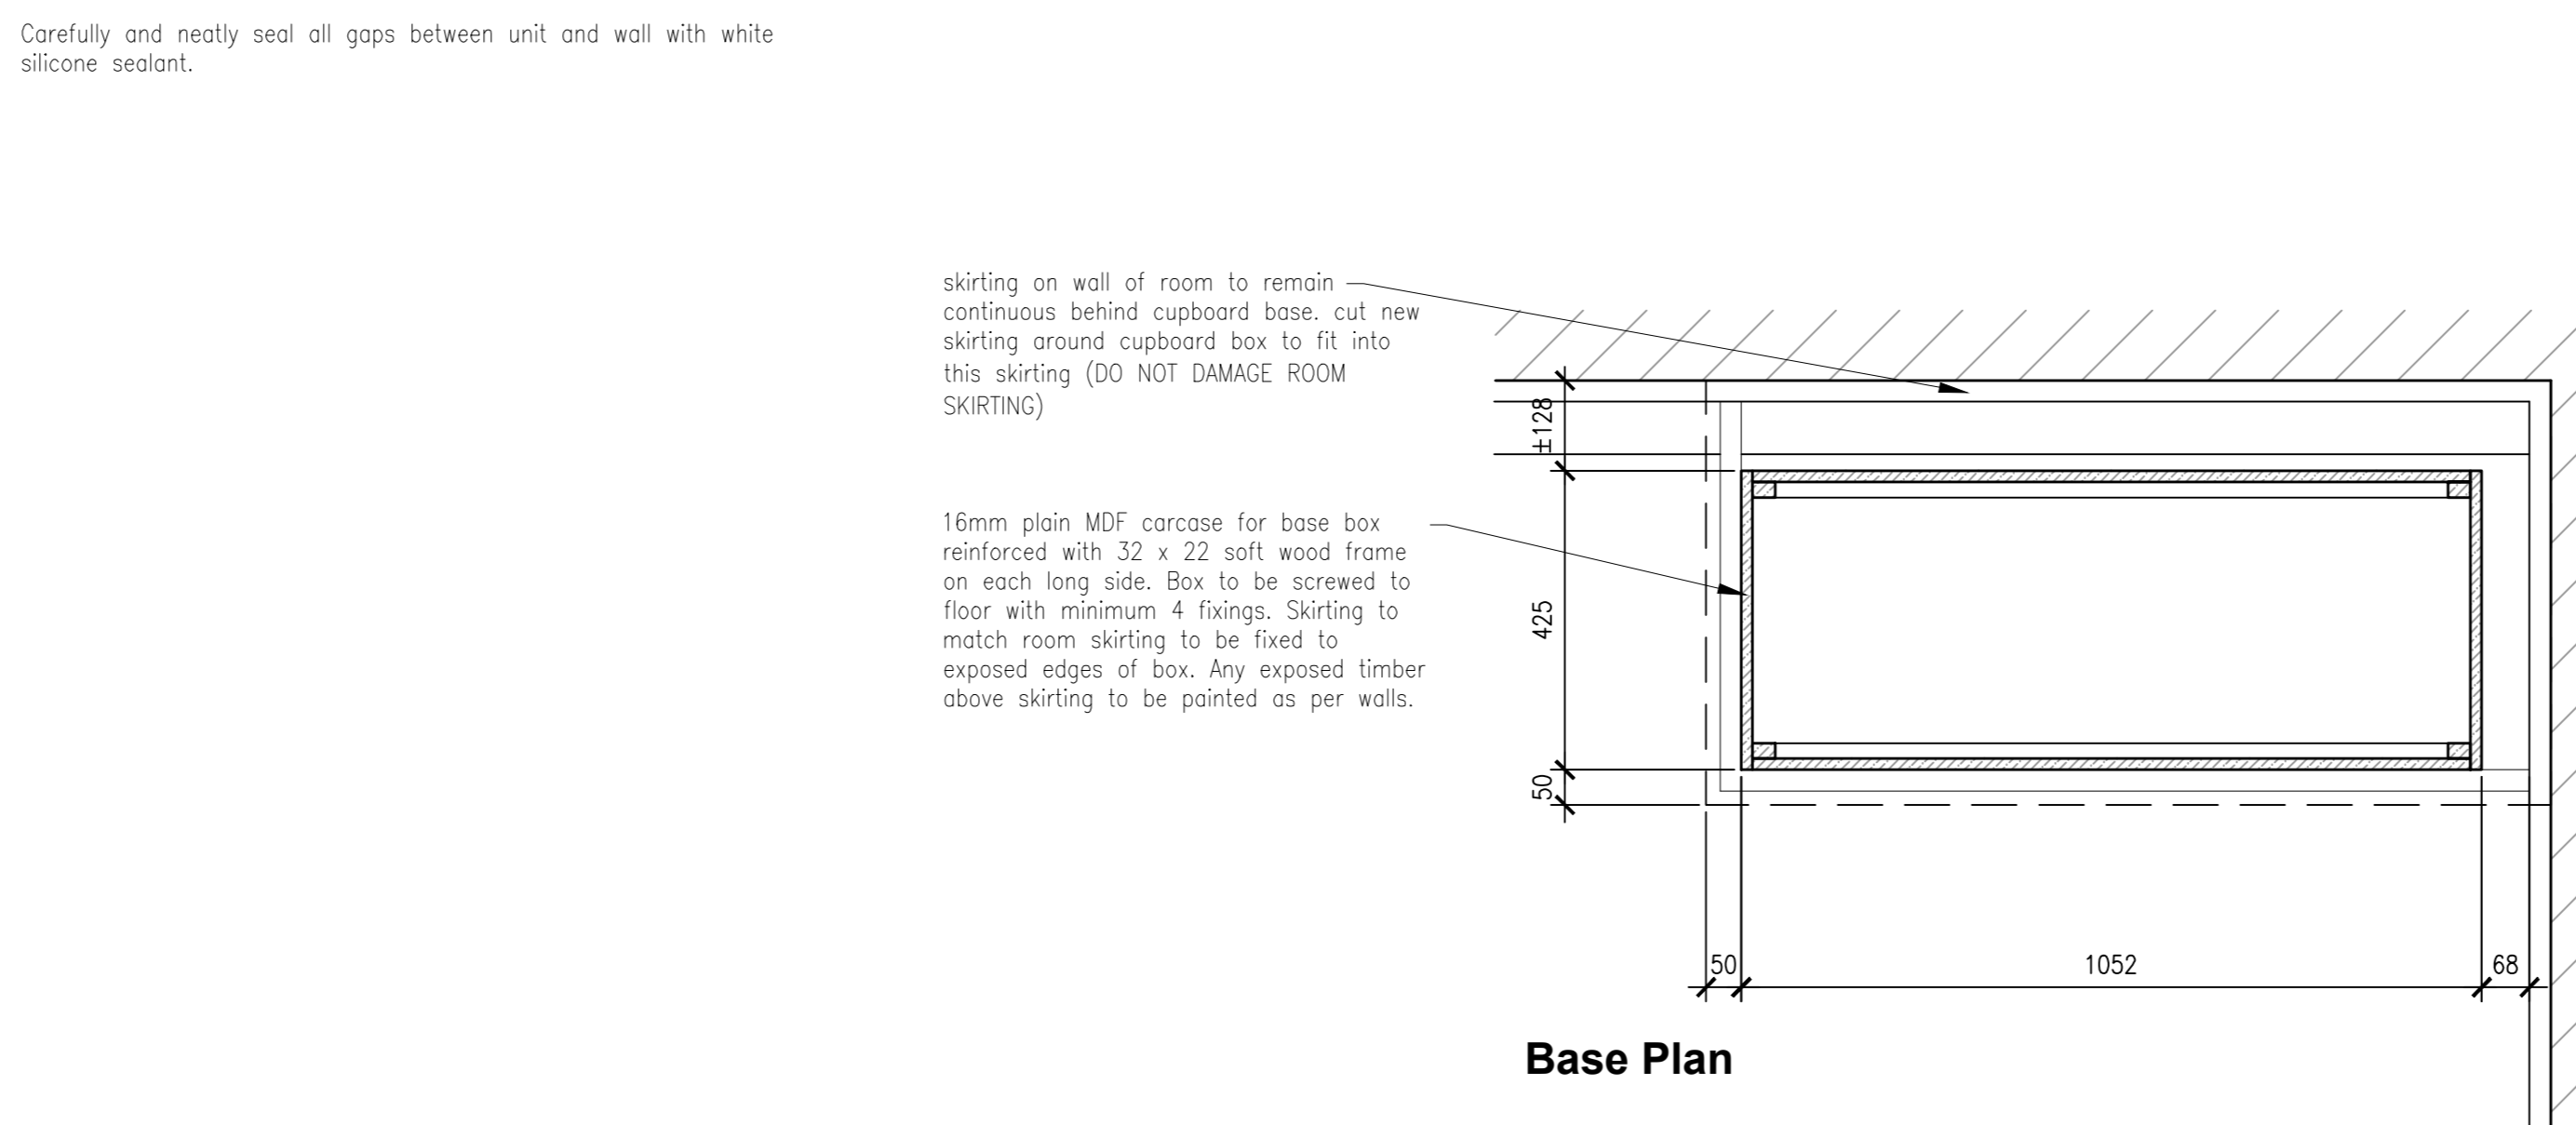 Carefully and neatly seal all gaps between unit and wall with white
silicone sealant.
skirting on wall of room to remain
continuous behind cupboard base. cut new
skirting around cupboard box to fit into
this skirting (DO NOT DAMAGE ROOM
SKIRTING)
16mm plain MDF carcase for base box
reinforced with 32 x 22 soft wood frame
on each long side. Box to be screwed to
floor with minimum 4 fixings. Skirting to
match room skirting to be fixed to
exposed edges of box. Any exposed timber
above skirting to be painted as per walls.
±128
425
50
50
1052
68
Base Plan